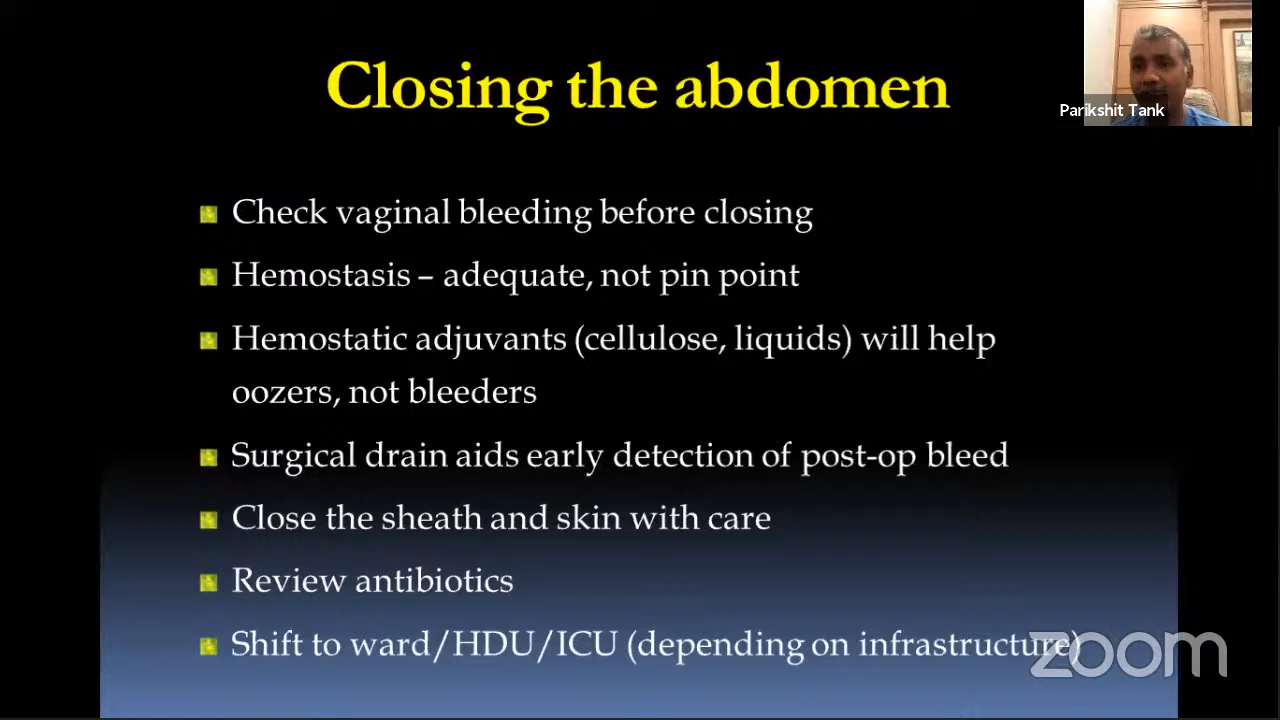 Closing the abdomen
Parikshit Tank
Check vaginal bleeding before closing
Hemostasis – adequate, not pin point
Hemostatic adjuvants (cellulose, liquids) will help
oozers, not bleeders
Surgical drain aids early detection of post-op bleed
Close the sheath and skin with care
Review antibiotics
Shift to ward/HDU/ICU (depending on infrastructure)
zoom